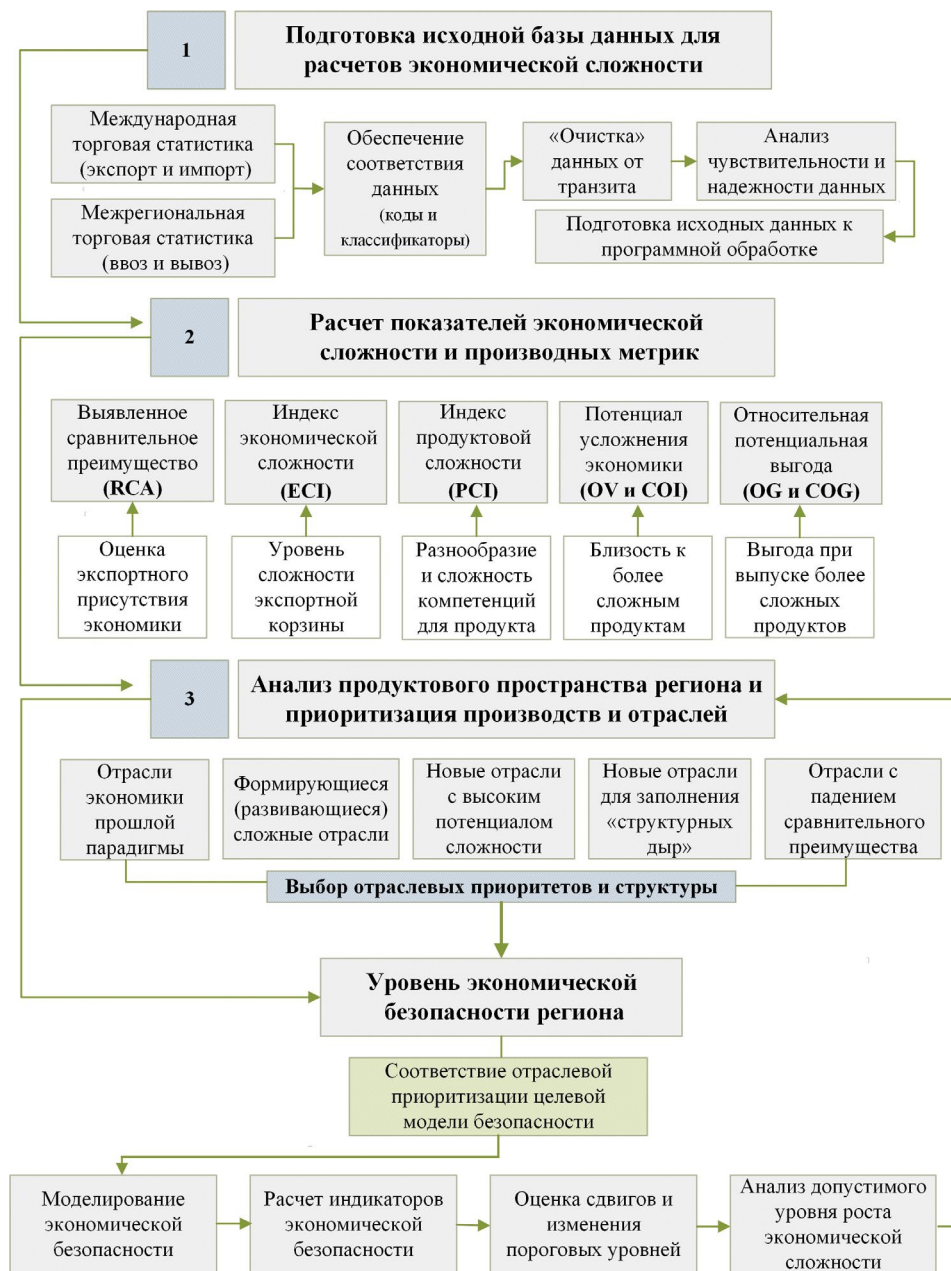 1
Подготовка исходной базы данных для
расчетов экономической сложности
Международная
торговая статистика
(экспорт и импорт)
Межрегиональная
торговая статистика
(ввоз и вывоз)
Обеспечение
соответствия
данных
(коды и
классификаторы)
«Очистка»
данных от
транзита
Анализ
чувствительности и
надежности данных
Подготовка исходных данных к
программной обработке
2
Расчет показателей экономической
сложности и производных метрик
Выявленное
сравнительное
преимущество
(RCA)
Индекс
экономической
сложности
(ECI)
Индекс
продуктовой
сложности
(PCI)
Потенциал
усложнения
экономики
(OV и COI)
Относительная
потенциальная
выгода
(OG и COG)
Оценка
экспортного
присутствия
экономики
Уровень
сложности
экспортной
корзины
Разнообразие
и сложность
компетенций
для продукта
Близость к
более
сложным
продуктам
Выгода при
выпуске более
сложных
продуктов
3
Анализ продуктового пространства региона и
приоритизация производств и отраслей
Отрасли
экономики
прошлой
парадигмы
Формирующиеся
(развивающиеся)
сложные отрасли
Новые отрасли
с высоким
потенциалом
сложности
Новые отрасли
для заполнения
«структурных
дыр»
Отрасли с
падением
сравнительного
преимущества
Выбор отраслевых приоритетов и структуры
Уровень экономической
безопасности региона
Соответствие отраслевой
приоритизации целевой
модели безопасности
Моделирование
экономической
безопасности
Расчет индикаторов
экономической
безопасности
Оценка сдвигов и
изменения
пороговых уровней
Анализ допустимого
уровня роста
экономической
сложности